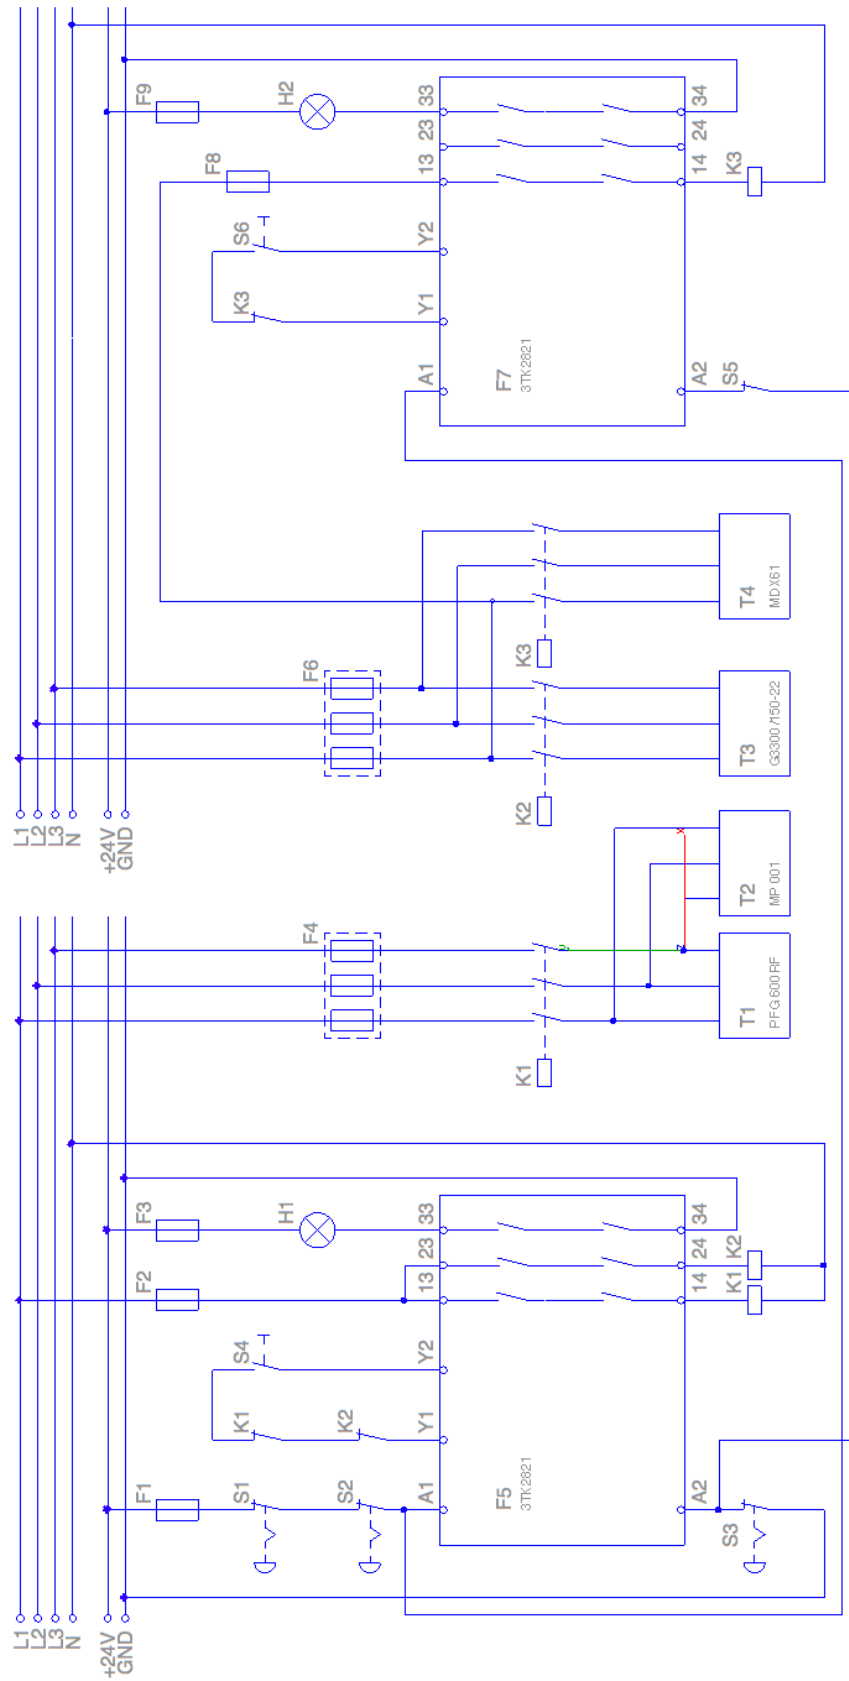 F9
H2
33
34
23
24
F8
13
14
K3
S6
Y2
K3
Y1
A1
F7
3TK2821
A2
S5
T4
MDX61
K3
F6
T3
G3300 /150-22
K2
L1
L2
L3
N
+24V
GND
T2
MP 001
F4
T1
PFG 600 RF
K1
F3
H1
33
34
23
24
K2
F2
13
14
K1
S4
Y2
K1
K2
Y1
F1
S1
S2
A1
F5
3TK2821
A2
S3
L1
L2
L3
N
+24V
GND